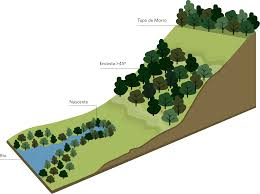 Topo de Morro
Encosta >45°
Nascente
Rio